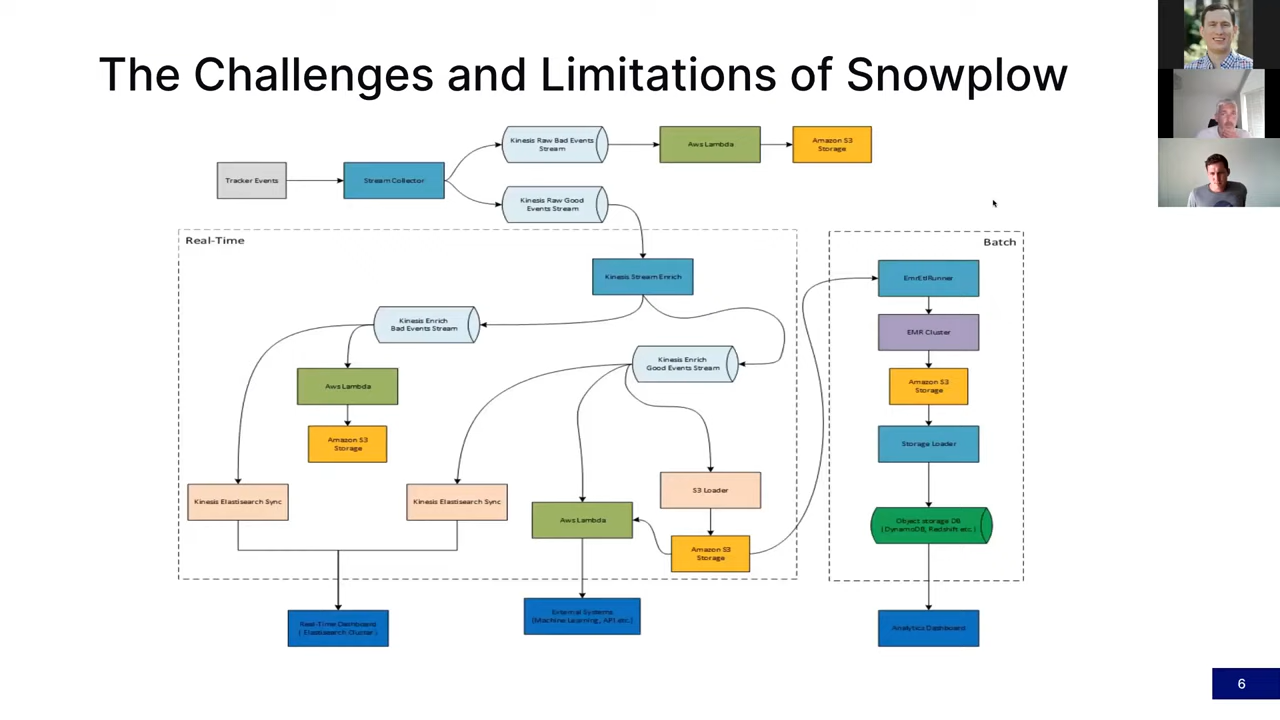 The Challenges and Limitations of Snowplow
Kinesis Raw Bad Events
Stream
Aws Lambda
Amazon S3
Storage
Tracker Events
Stream Collector
Kinesis Raw Good
Events Stream
Real-Time
Batch
Kinesis Stream Enrich
EmrEtlRunner
Kinesis Enrich
Bad Events Stream
EMR Cluster
Kinesis Enrich
Good Events Stream
Aws Lambda
Amazon S3
Storage
Amazon S3
Storage
Storage Loader
Kinesis Elastisearch Sync
Kinesis Elastisearch Sync
S3 Loader
Aws Lambda
Object storage DB
( DynamoDB, Redshift etc. )
Amazon S3
Storage
Real-Time Dashboard
( Elastisearch Cluster )
External Systems
(Machine Learning , API etc.)
Analytics Dashboard
6